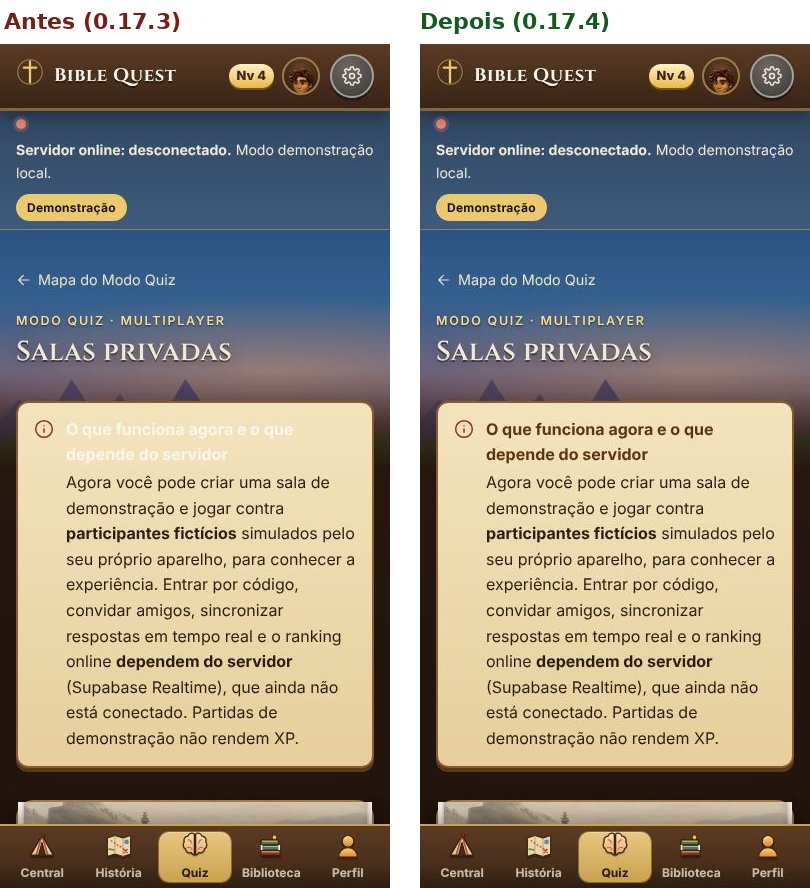 Antes (0.17.3)
Bible Quest
Nv 4
Servidor online: desconectado. Modo demonstração
local.
Demonstração
← Mapa do Modo Quiz
MODO QUIZ · MULTIPLAYER
Salas privadas
O que funciona agora e o que
depende do servidor
Agora você pode criar uma sala de
demonstração e jogar contra
participantes fictícios simulados pelo
seu próprio aparelho, para conhecer a
experiência. Entrar por código,
convidar amigos, sincronizar
respostas em tempo real e o ranking
online dependem do servidor
(Supabase Realtime), que ainda não
está conectado. Partidas de
demonstração não rendem XP.
Central
História
Quiz
Biblioteca
Perfil
Depois (0.17.4)
Bible Quest
Nv 4
Servidor online: desconectado. Modo demonstração
local.
Demonstração
← Mapa do Modo Quiz
MODO QUIZ · MULTIPLAYER
Salas privadas
O que funciona agora e o que
depende do servidor
Agora você pode criar uma sala de
demonstração e jogar contra
participantes fictícios simulados pelo
seu próprio aparelho, para conhecer a
experiência. Entrar por código,
convidar amigos, sincronizar
respostas em tempo real e o ranking
online dependem do servidor
(Supabase Realtime), que ainda não
está conectado. Partidas de
demonstração não rendem XP.
Central
História
Quiz
Biblioteca
Perfil